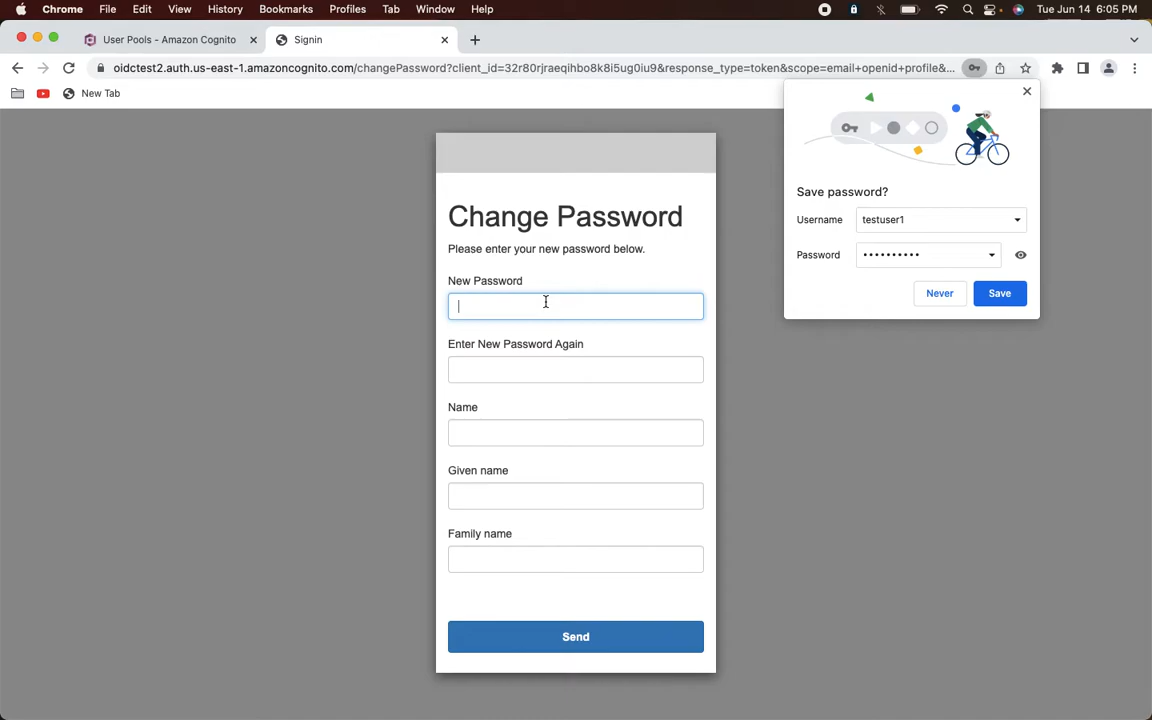 Chrome File Edit View History Bookmarks Profiles Tab Window Help Tue Jun 14 6:05 PM
User Pools - Amazon Cognito Signin
oidctest2.auth.us-east-1.amazoncognito.com/changePassword?client_id=32r80rjraeqihbo8k8i5ug0iu9&response_type=token&scope=email+openid+profile&...
New Tab
Save password?
Username testuser1
Password ••••••••••
Never Save
Change Password
Please enter your new password below.
New Password
Enter New Password Again
Name
Given name
Family name
Send